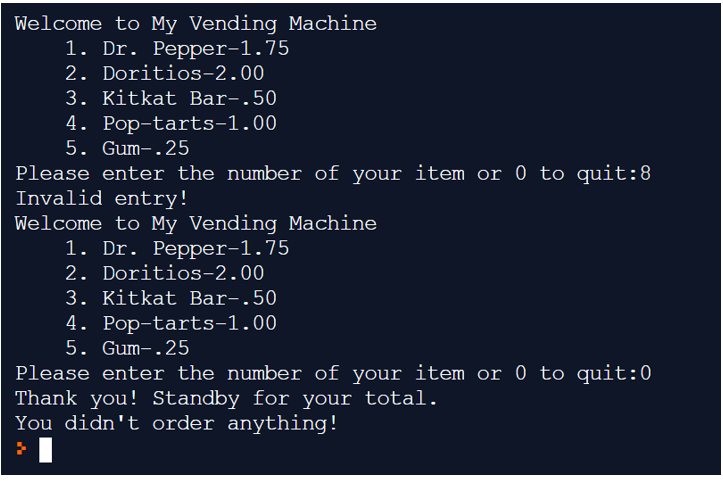 Welcome to My Vending Machine
1. Dr. Pepper-1.75
2. Doritios-2.00
3. Kitkat Bar-.50
4. Pop-tarts-1.00
5. Gum-.25
Please enter the number of your item or 0 to quit:8
Invalid entry!
Welcome to My Vending Machine
1. Dr. Pepper-1.75
2. Doritios-2.00
3. Kitkat Bar-.50
4. Pop-tarts-1.00
5. Gum-.25
Please enter the number of your item or 0 to quit:0
Thank you! Standby for your total.
You didn't order anything!
>